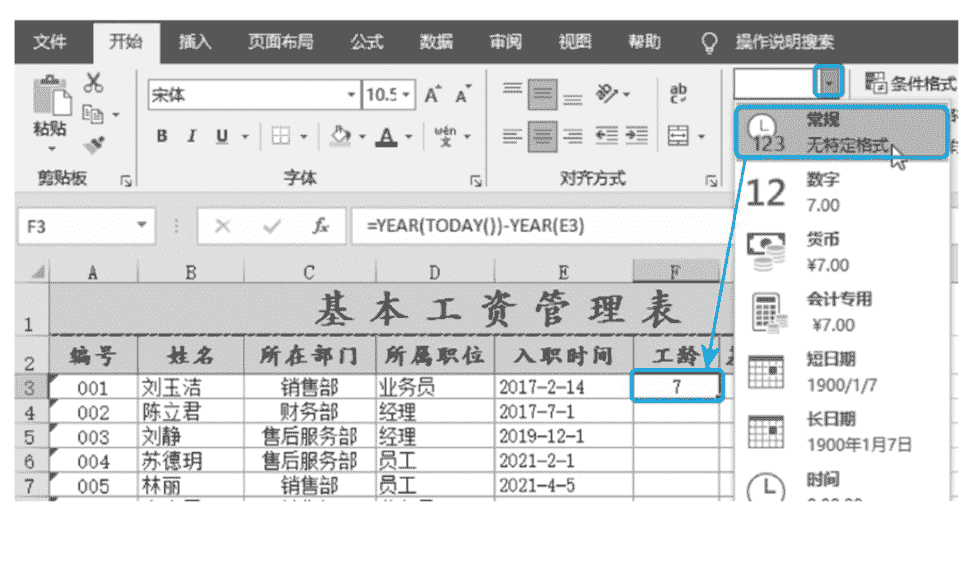 文件 开始 插入 页面布局 公式 数据 审阅 视图 帮助 操作说明搜索
宋体 10.5 A A ab 条件格式
粘贴 B I U A wén 文
剪贴板 字体 对齐方式
常规
123 无特定格式
12 数字
7.00
货币
¥7.00
会计专用
¥7.00
短日期
1900/1/7
长日期
1900年1月7日
时间
F3 fx =YEAR(TODAY())-YEAR(E3)
A B C D E F
1 基本工资管理表
2 编号 姓名 所在部门 所属职位 入职时间 工龄
3 001 刘玉洁 销售部 业务员 2017-2-14 7
4 002 陈立君 财务部 经理 2017-7-1
5 003 刘静 售后服务部 经理 2019-12-1
6 004 苏德玥 售后服务部 员工 2021-2-1
7 005 林丽 销售部 员工 2021-4-5